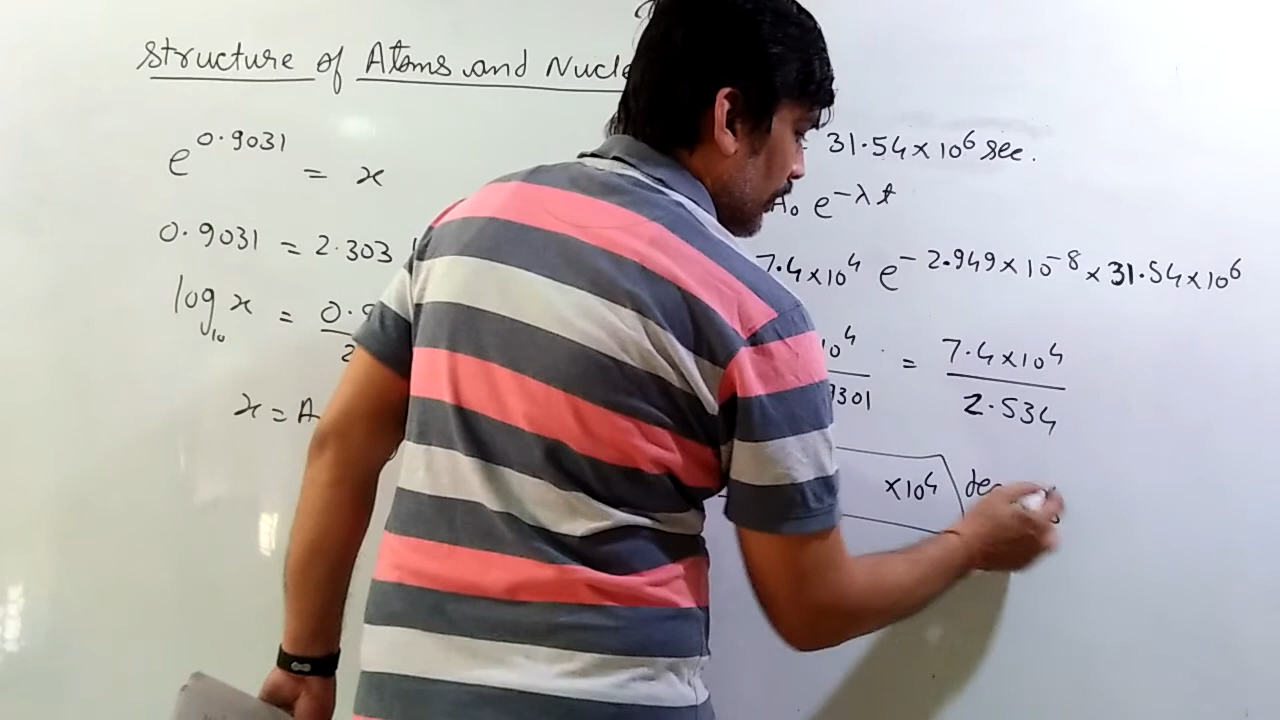 Structure of Atoms and
e^0.9031 = x
0.9031 = 2.303
log₁₀ x = 0.9
2
x = A
31.54 x 10⁶ sec.
A₀ e^-λt
7.4 x 10⁴ e^-2.949 x 10^-8 x 31.54 x 10⁶
10⁴ = 7.4 x 10⁴
9301 2.534
x 10⁴